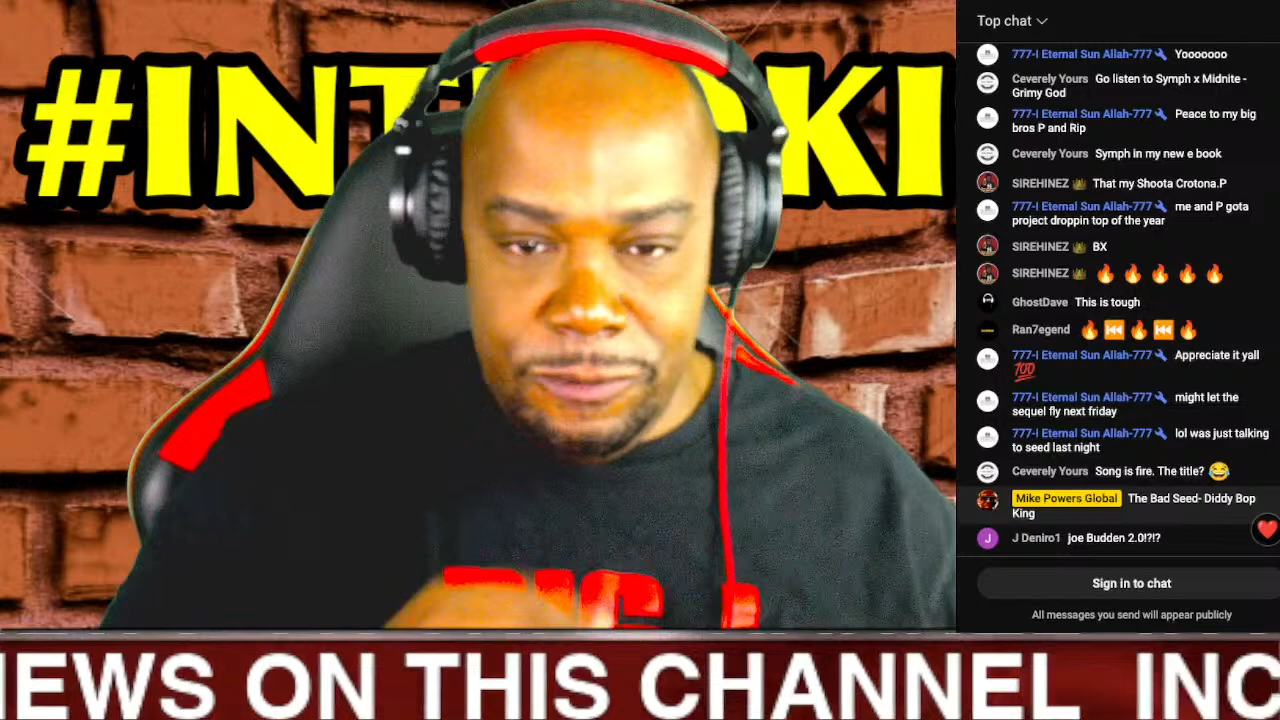 #INT
KI
Top chat
777-I Eternal Sun Allah-777 Yooooooo
Ceverely Yours Go listen to Symph x Midnite -
Grimy God
777-I Eternal Sun Allah-777 Peace to my big
bros P and Rip
Ceverely Yours Symph in my new e book
SIREHINEZ That my Shoota Crotona.P
777-I Eternal Sun Allah-777 me and P gota
project droppin top of the year
SIREHINEZ BX
SIREHINEZ 🔥 🔥 🔥 🔥 🔥
GhostDave This is tough
Ran7egend 🔥 ⏮ 🔥 ⏮ 🔥
777-I Eternal Sun Allah-777 Appreciate it yall
💯
777-I Eternal Sun Allah-777 might let the
sequel fly next friday
777-I Eternal Sun Allah-777 lol was just talking
to seed last night
Ceverely Yours Song is fire. The title? 😂
Mike Powers Global The Bad Seed- Diddy Bop
King
J Deniro1 joe Budden 2.0!?!?
Sign in to chat
All messages you send will appear publicly
NEWS ON THIS CHANNEL INC